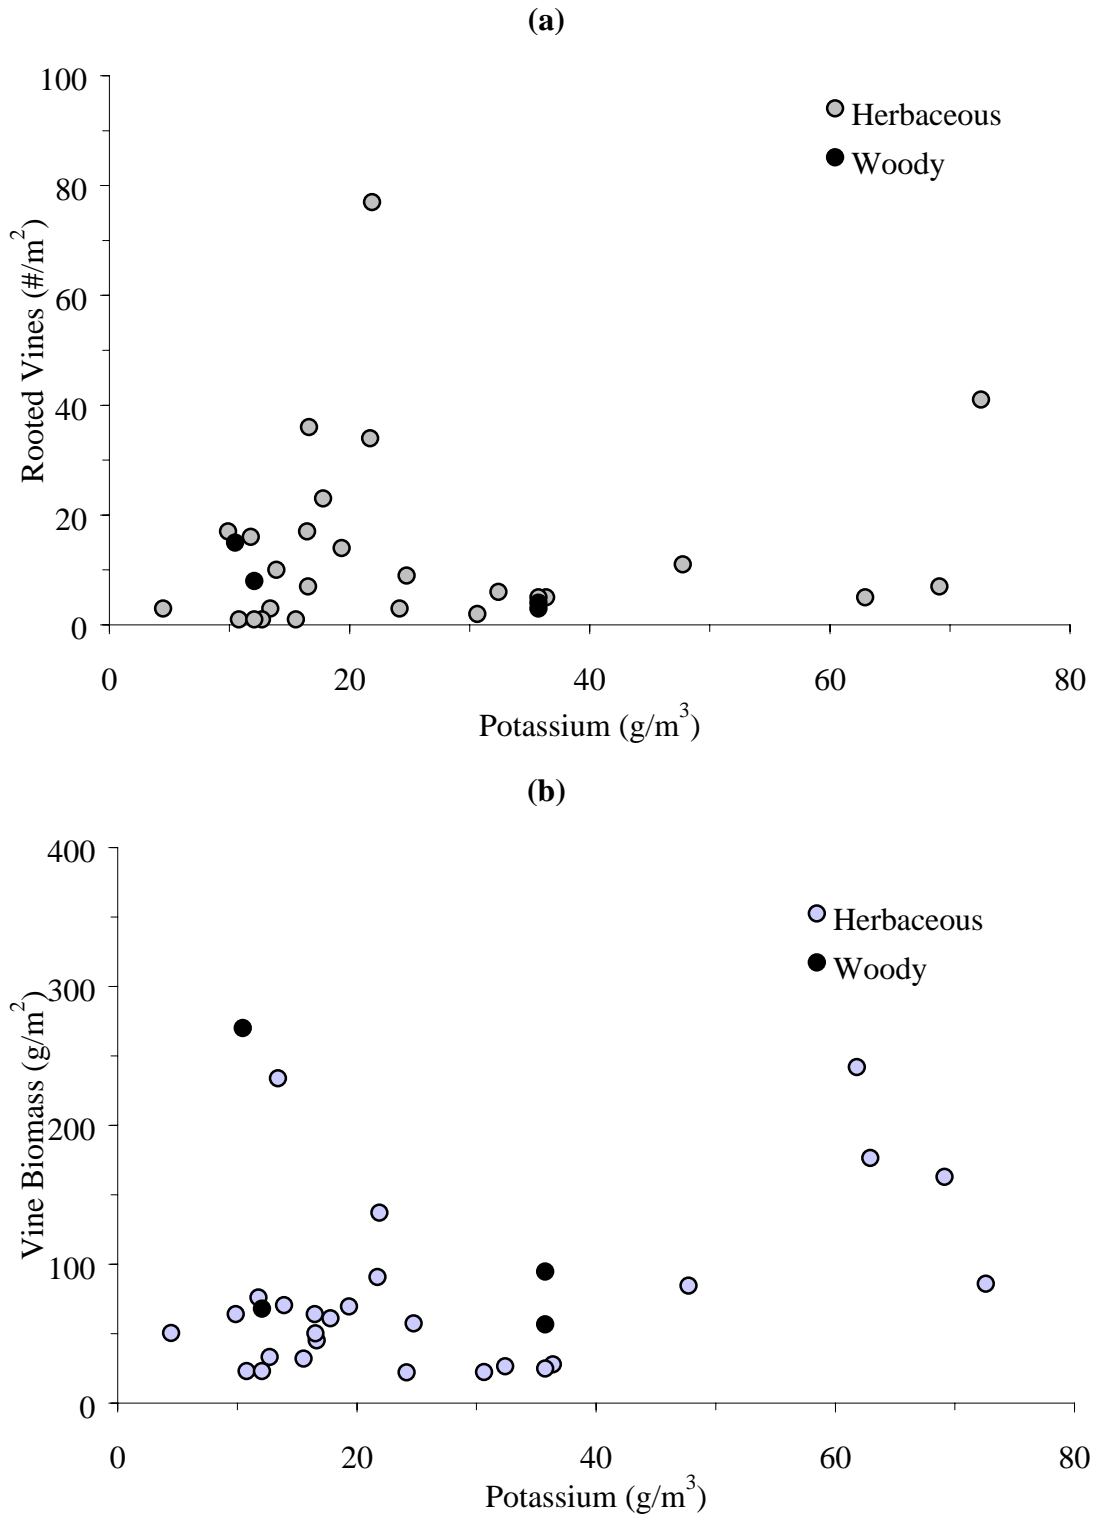 (a)
100
80
60
40
20
0
Rooted Vines (#/m²)
Herbaceous
Woody
0 20 40 60 80
Potassium (g/m³)
(b)
400
300
200
100
0
Vine Biomass (g/m²)
Herbaceous
Woody
0 20 40 60 80
Potassium (g/m³)